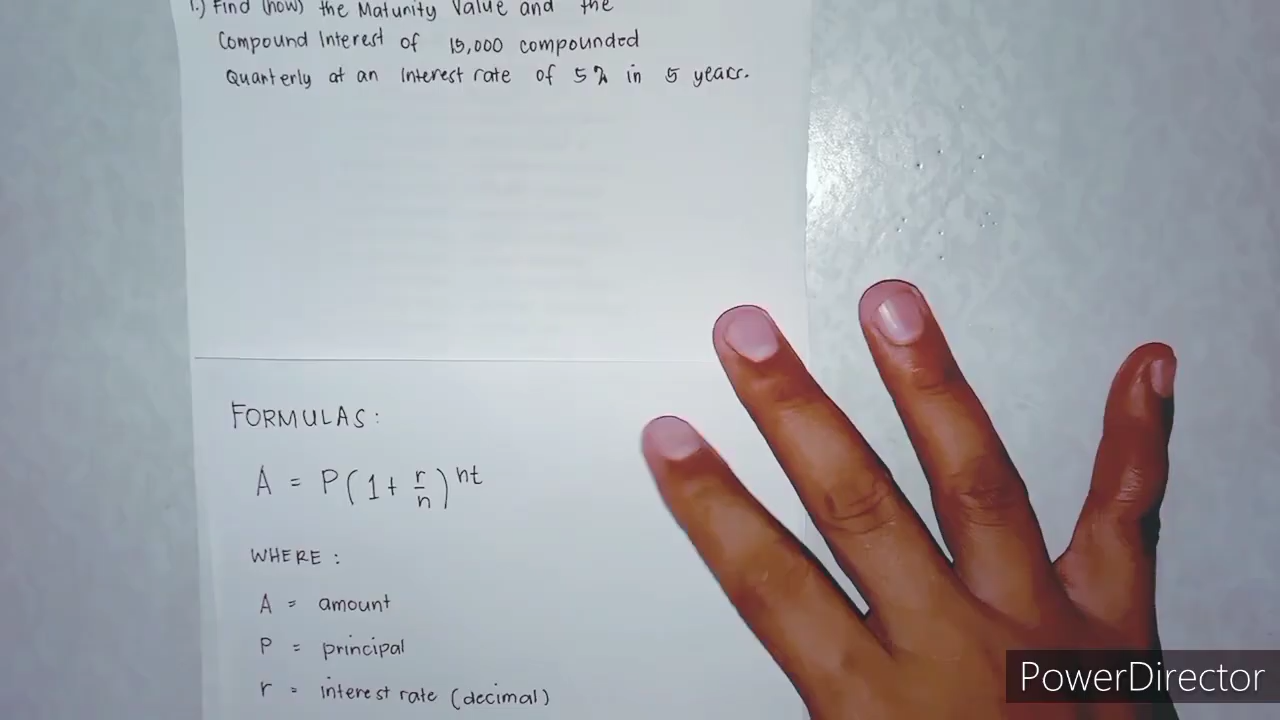 1.) Find (how) the Maturity Value and the
Compound Interest of 15,000 compounded
Quarterly at an Interest rate of 5% in 5 years.
FORMULAS:
A = P(1+ r/n)^nt
WHERE:
A = amount
P = principal
r = interest rate (decimal)
PowerDirector